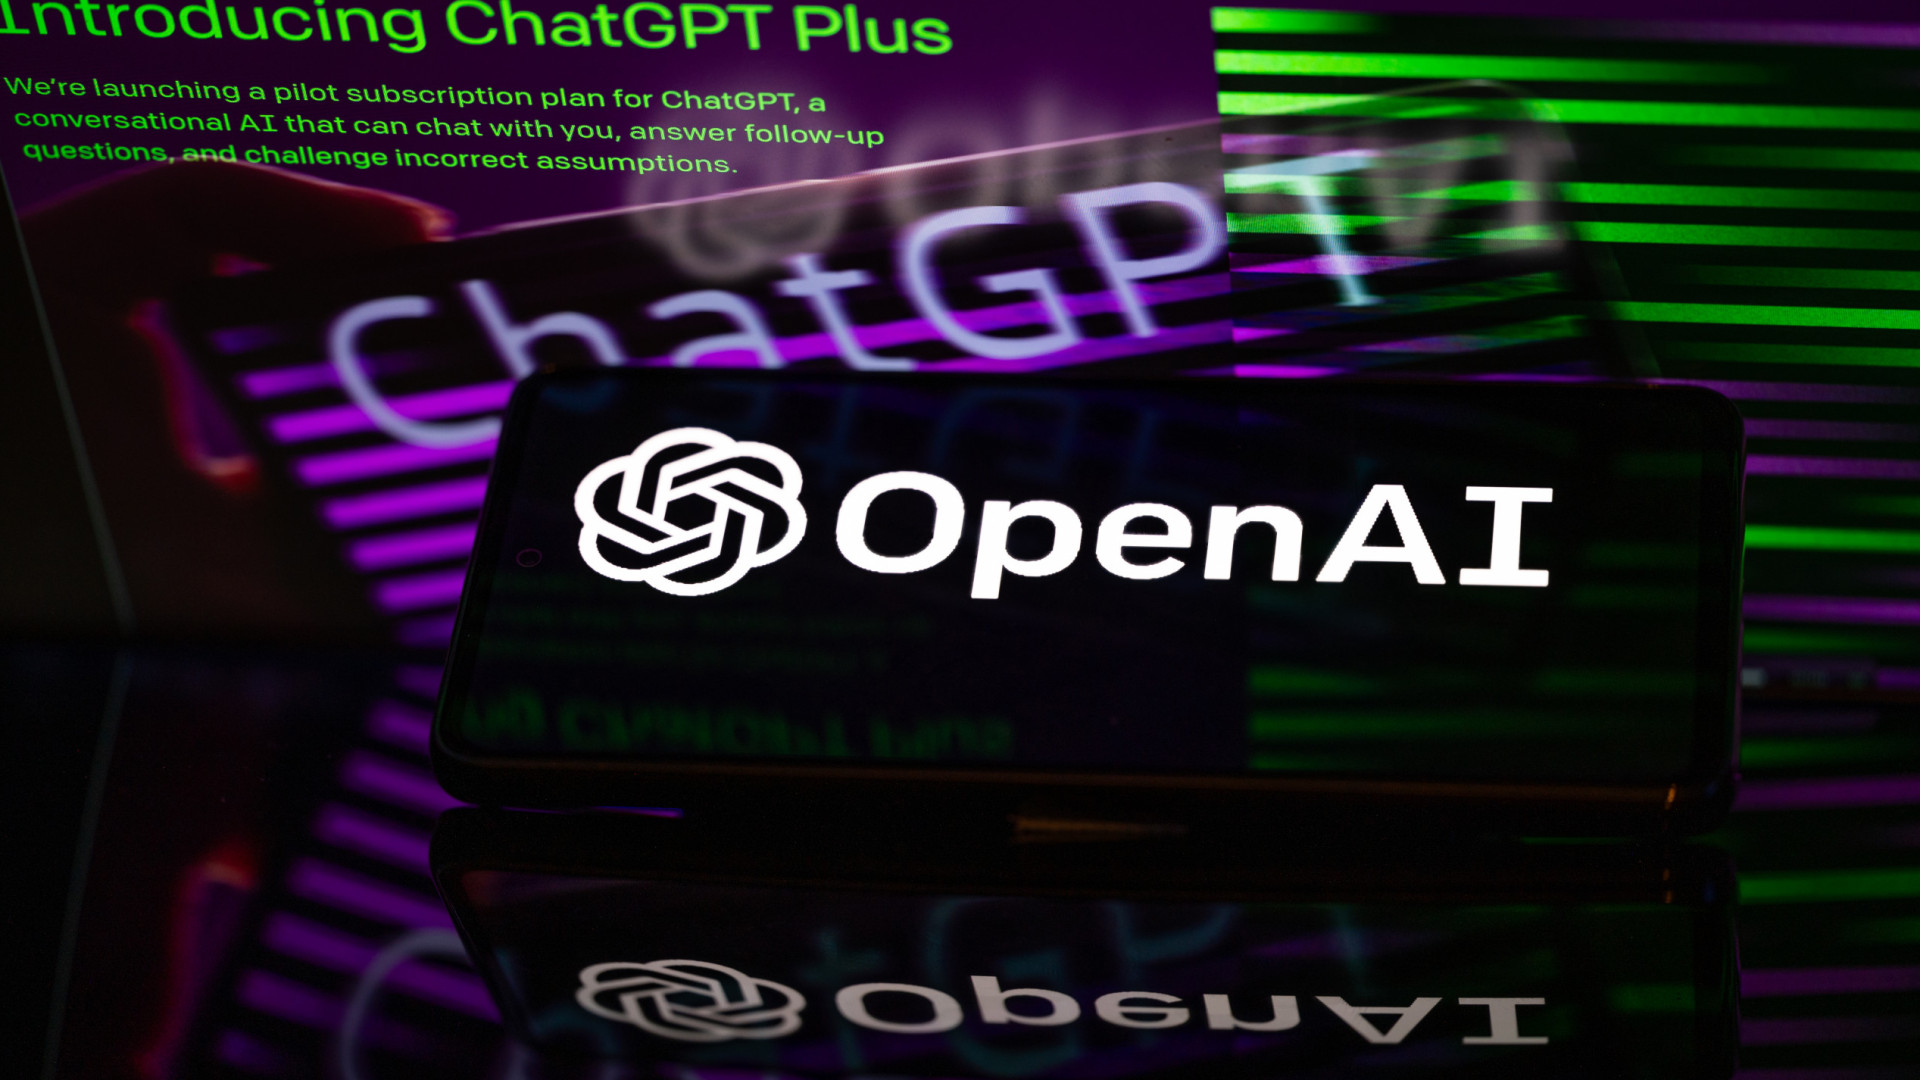 Introducing ChatGPT Plus
We're launching a pilot subscription plan for ChatGPT, a
conversational AI that can chat with you, answer follow-up
questions, and challenge incorrect assumptions.
ChatGPT
OpenAI
OpenAI